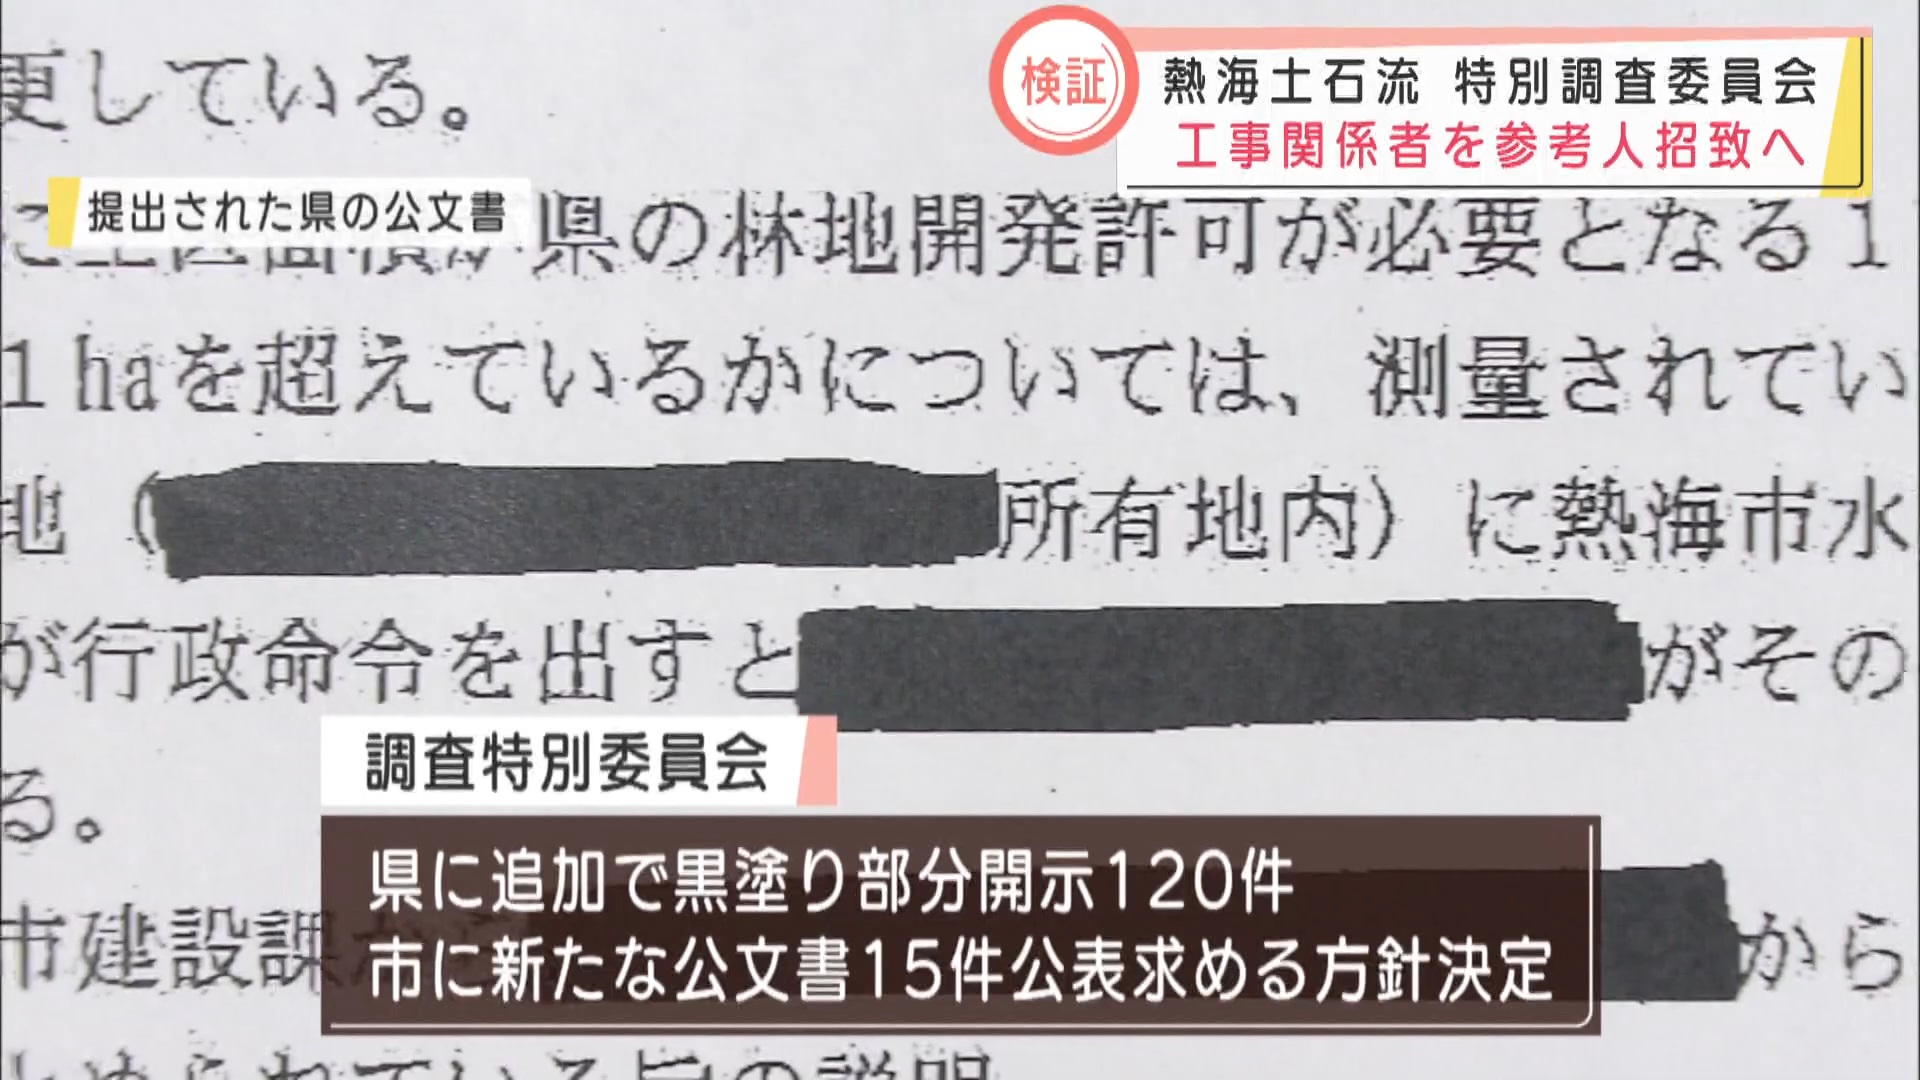 検証
熱海土石流 特別調査委員会
工事関係者を参考人招致へ
更している。
提出された県の公文書
県の林地開発許可が必要となる1
1haを超えているかについては、測量されてい
地（ 所有地内）に熱海市水
が行政命令を出すと がその
る。
市建設課 から
調査特別委員会
県に追加で黒塗り部分開示120件
市に新たな公文書15件公表求める方針決定